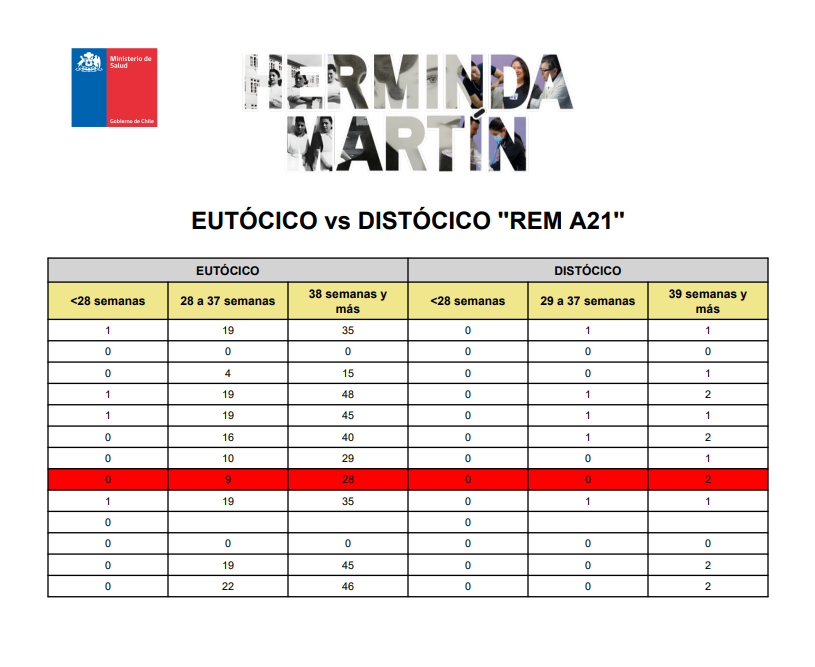 Ministerio de
Salud
Gobierno de Chile
HERMINDA
MARTÍN
EUTÓCICO vs DISTÓCICO "REM A21"
EUTÓCICO DISTÓCICO
<28 semanas 28 a 37 semanas 38 semanas y más <28 semanas 29 a 37 semanas 39 semanas y más
1 19 35 0 1 1
0 0 0 0 0 0
0 4 15 0 0 1
1 19 48 0 1 2
1 19 45 0 1 1
0 16 40 0 1 2
0 10 29 0 0 1
0 9 28 0 0 2
1 19 35 0 1 1
0 0
0 0 0 0 0 0
0 19 45 0 0 2
0 22 46 0 0 2